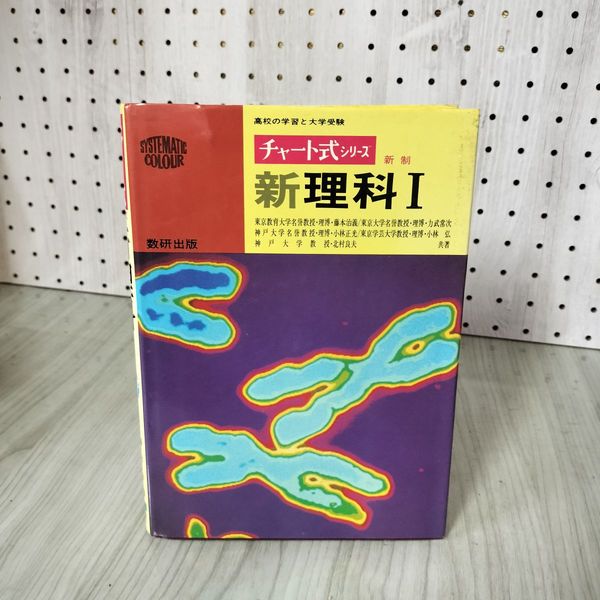 高校の学習と大学受験
SYSTEMATIC
COLOUR
チャート式シリーズ
新制
新理科I
数研出版
東京教育大学名誉教授・理博・藤本治義/東京大学名誉教授・理博・力武常次
神戸大学名誉教授・理博・小林正光/東京学芸大学教授・理博・小林 弘
神戸大学教授・北村良夫 共著